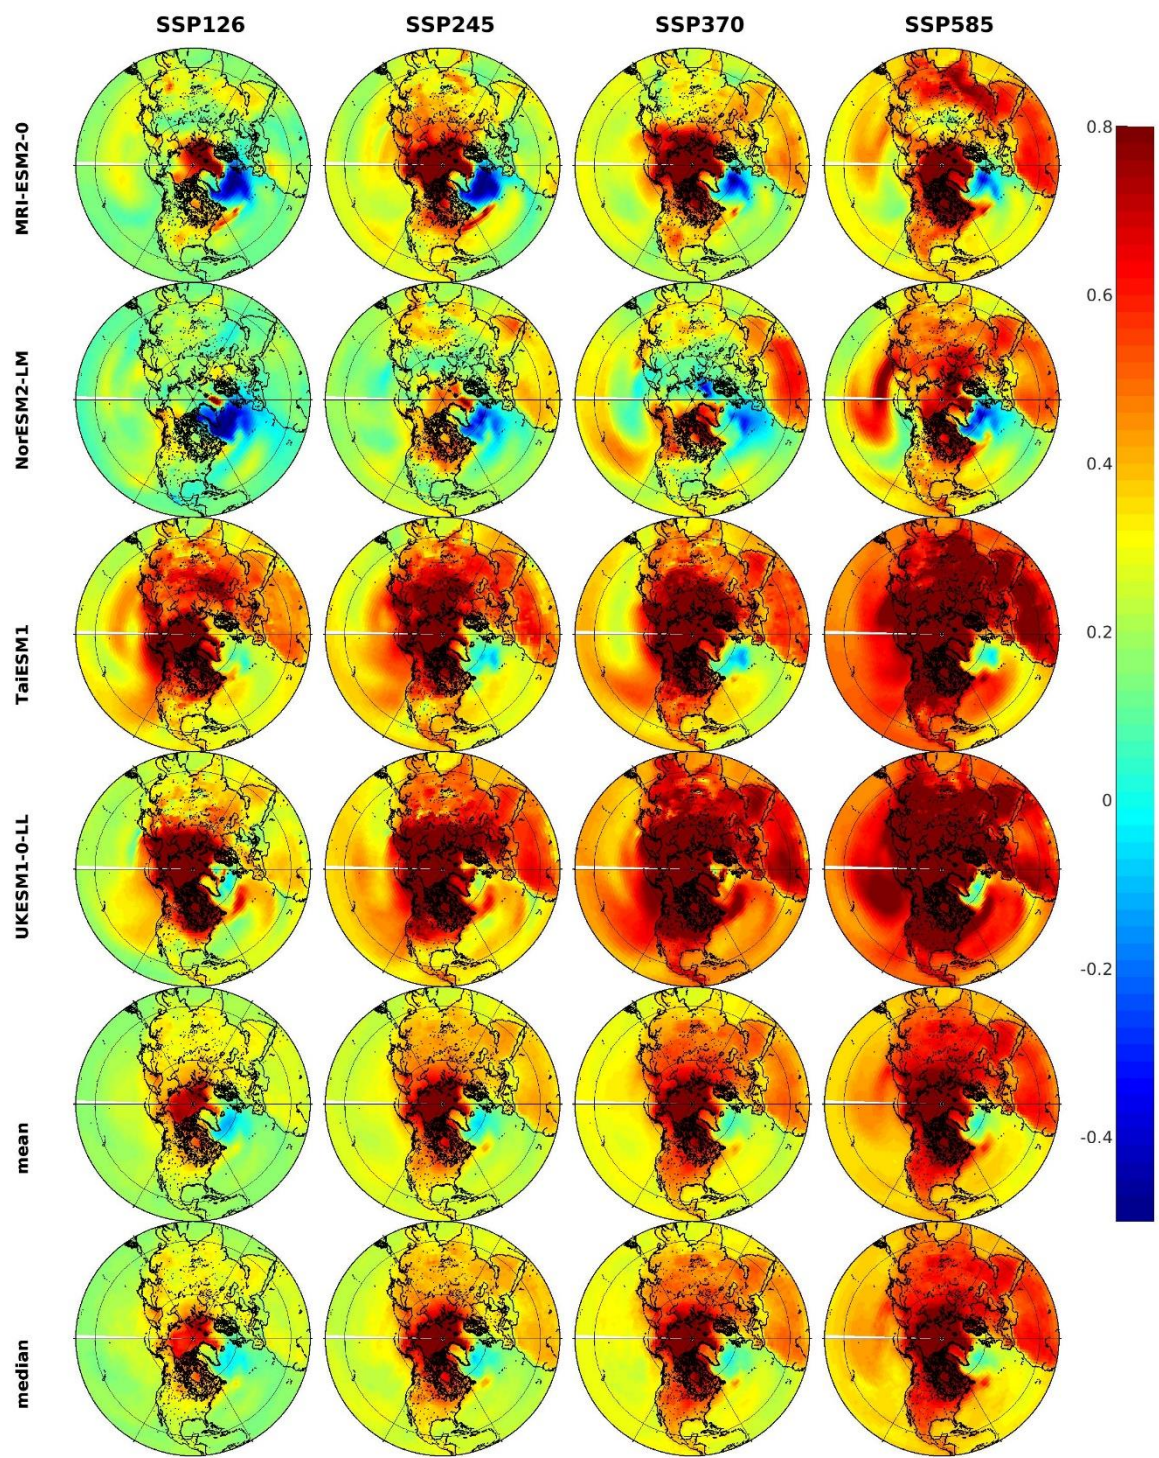 SSP126 SSP245 SSP370 SSP585
MRI-ESM2-0
NorESM2-LM
TaiESM1
UKESM1-0-LL
mean
median
0.8
0.6
0.4
0.2
0
-0.2
-0.4